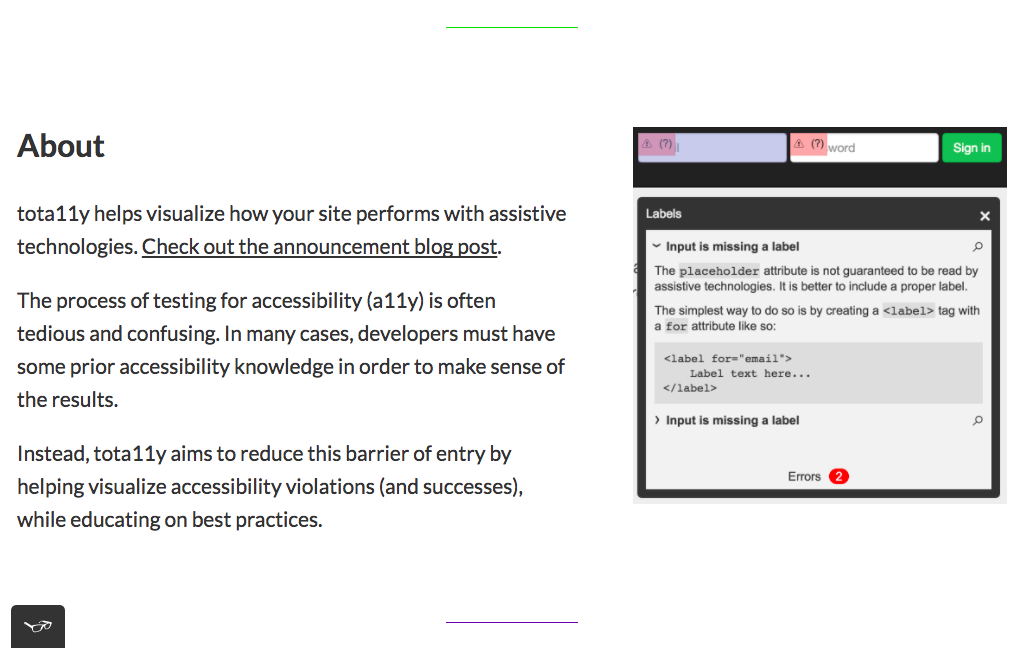 About
tota11y helps visualize how your site performs with assistive
technologies. Check out the announcement blog post.
The process of testing for accessibility (a11y) is often
tedious and confusing. In many cases, developers must have
some prior accessibility knowledge in order to make sense of
the results.
Instead, tota11y aims to reduce this barrier of entry by
helping visualize accessibility violations (and successes),
while educating on best practices.
(?)
(?) word
Sign in
Labels
Input is missing a label
The placeholder attribute is not guaranteed to be read by
assistive technologies. It is better to include a proper label.
The simplest way to do so is by creating a <label> tag with
a for attribute like so:
<label for="email">
Label text here...
</label>
Input is missing a label
Errors 2